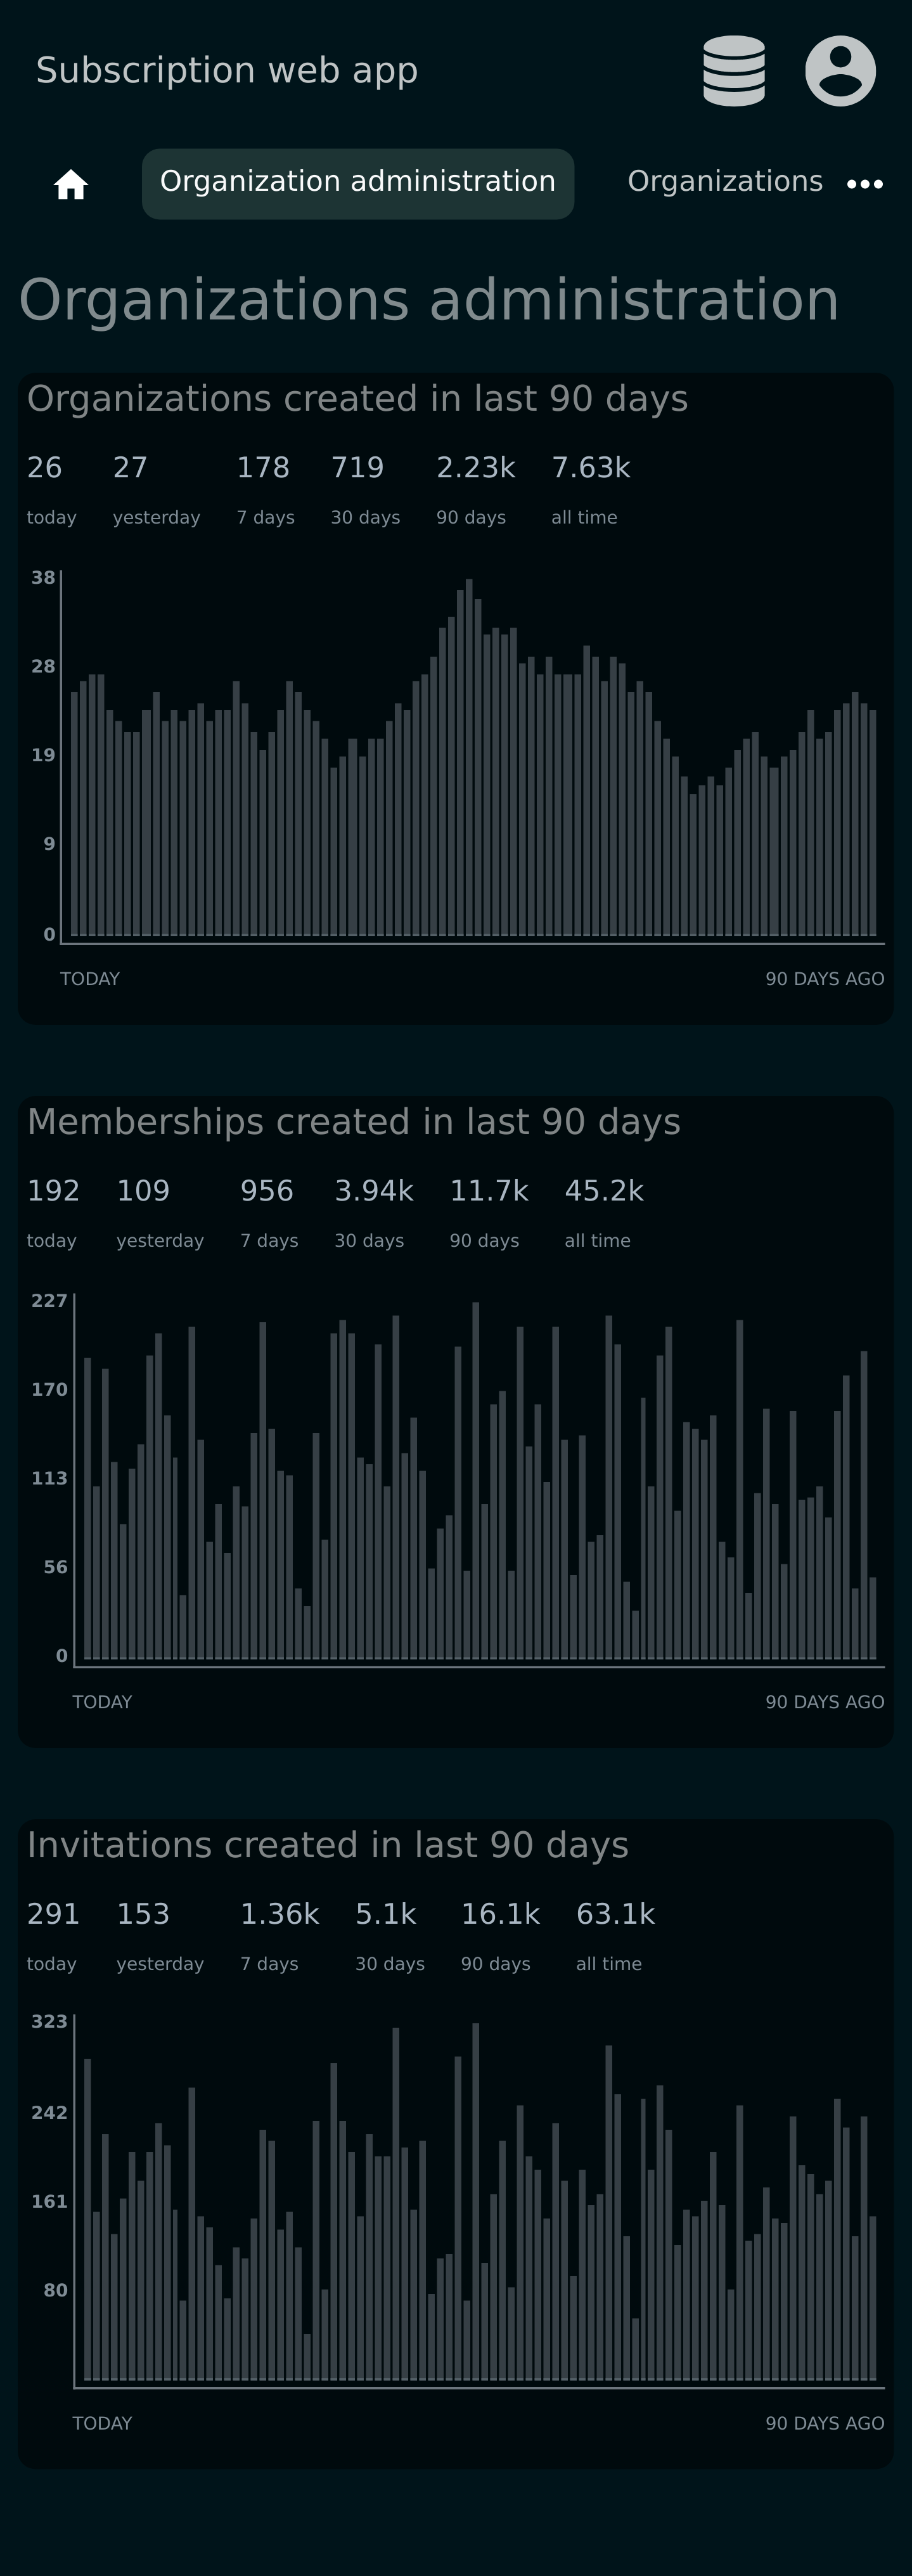 Subscription web app
Organization administration Organizations
Organizations administration
Organizations created in last 90 days
26 27 178 719 2.23k 7.63k
today yesterday 7 days 30 days 90 days all time
38
28
19
9
0
TODAY 90 DAYS AGO
Memberships created in last 90 days
192 109 956 3.94k 11.7k 45.2k
today yesterday 7 days 30 days 90 days all time
227
170
113
56
0
TODAY 90 DAYS AGO
Invitations created in last 90 days
291 153 1.36k 5.1k 16.1k 63.1k
today yesterday 7 days 30 days 90 days all time
323
242
161
80
TODAY 90 DAYS AGO